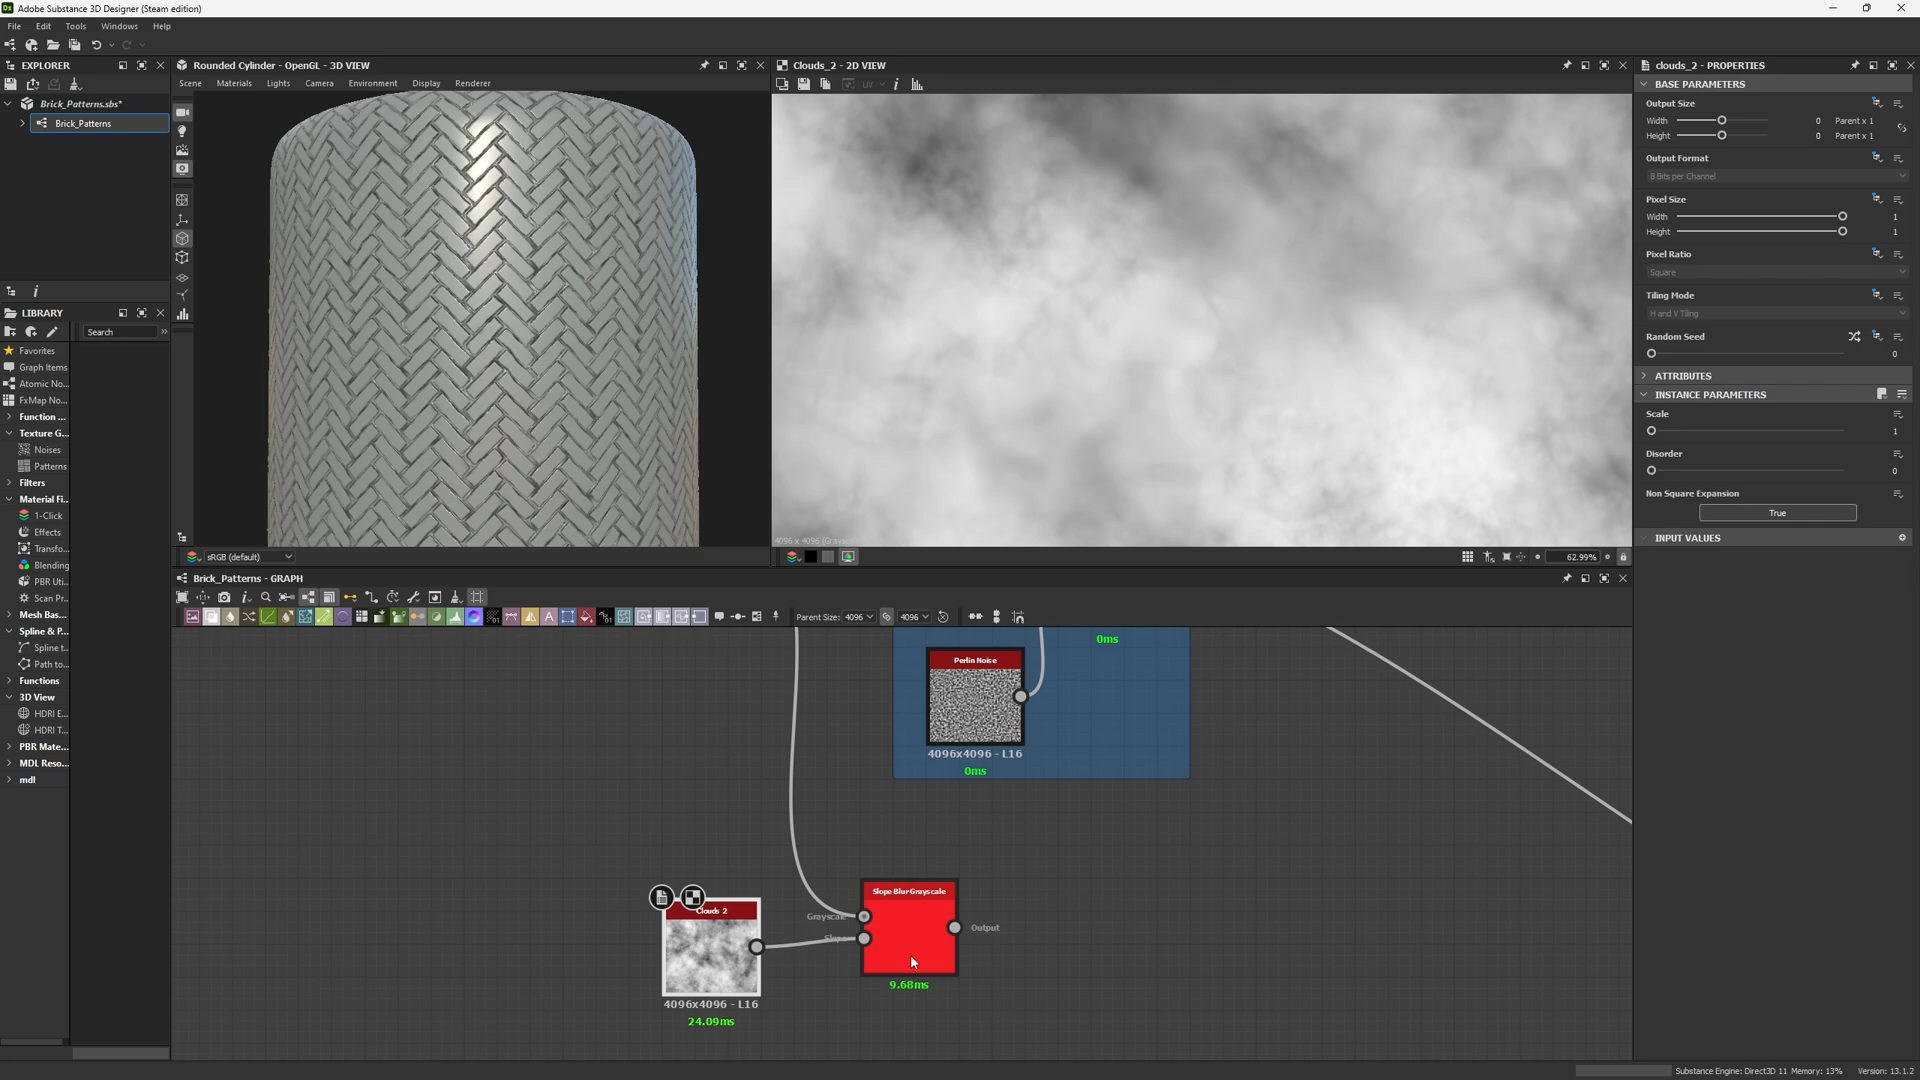 Adobe Substance 3D Designer (Steam edition)
File Edit Tools Windows Help
EXPLORER
Brick_Patterns.sbs*
Brick_Patterns
LIBRARY
Search
Favorites
Graph Items
Atomic No...
FxMap No...
Function ...
Texture G...
Noises
Patterns
Filters
Material Fi...
1-Click
Effects
Transfo...
Blending
PBR Uti...
Scan Pr...
Mesh Bas...
Spline & P...
Spline t...
Path to...
Functions
3D View
HDRI E...
HDRI T...
PBR Mate...
MDL Reso...
mdl
Rounded Cylinder - OpenGL - 3D VIEW
Scene Materials Lights Camera Environment Display Renderer
sRGB (default)
Clouds_2 - 2D VIEW
UV
62.99%
Brick_Patterns - GRAPH
Parent Size: 4096 4096
0ms
Perlin Noise
4096x4096 - L16
0ms
Clouds 2
4096x4096 - L16
24.09ms
Grayscale
Slope
Slope Blur Grayscale
Output
9.68ms
clouds_2 - PROPERTIES
BASE PARAMETERS
Output Size
Width 0 Parent x 1
Height 0 Parent x 1
Output Format
8 Bits per Channel
Pixel Size
Width 1
Height 1
Pixel Ratio
Square
Tiling Mode
H and V Tiling
Random Seed
0
ATTRIBUTES
INSTANCE PARAMETERS
Scale
1
Disorder
0
Non Square Expansion
True
INPUT VALUES
Substance Engine: Direct3D 11 Memory: 13% Version: 13.1.2